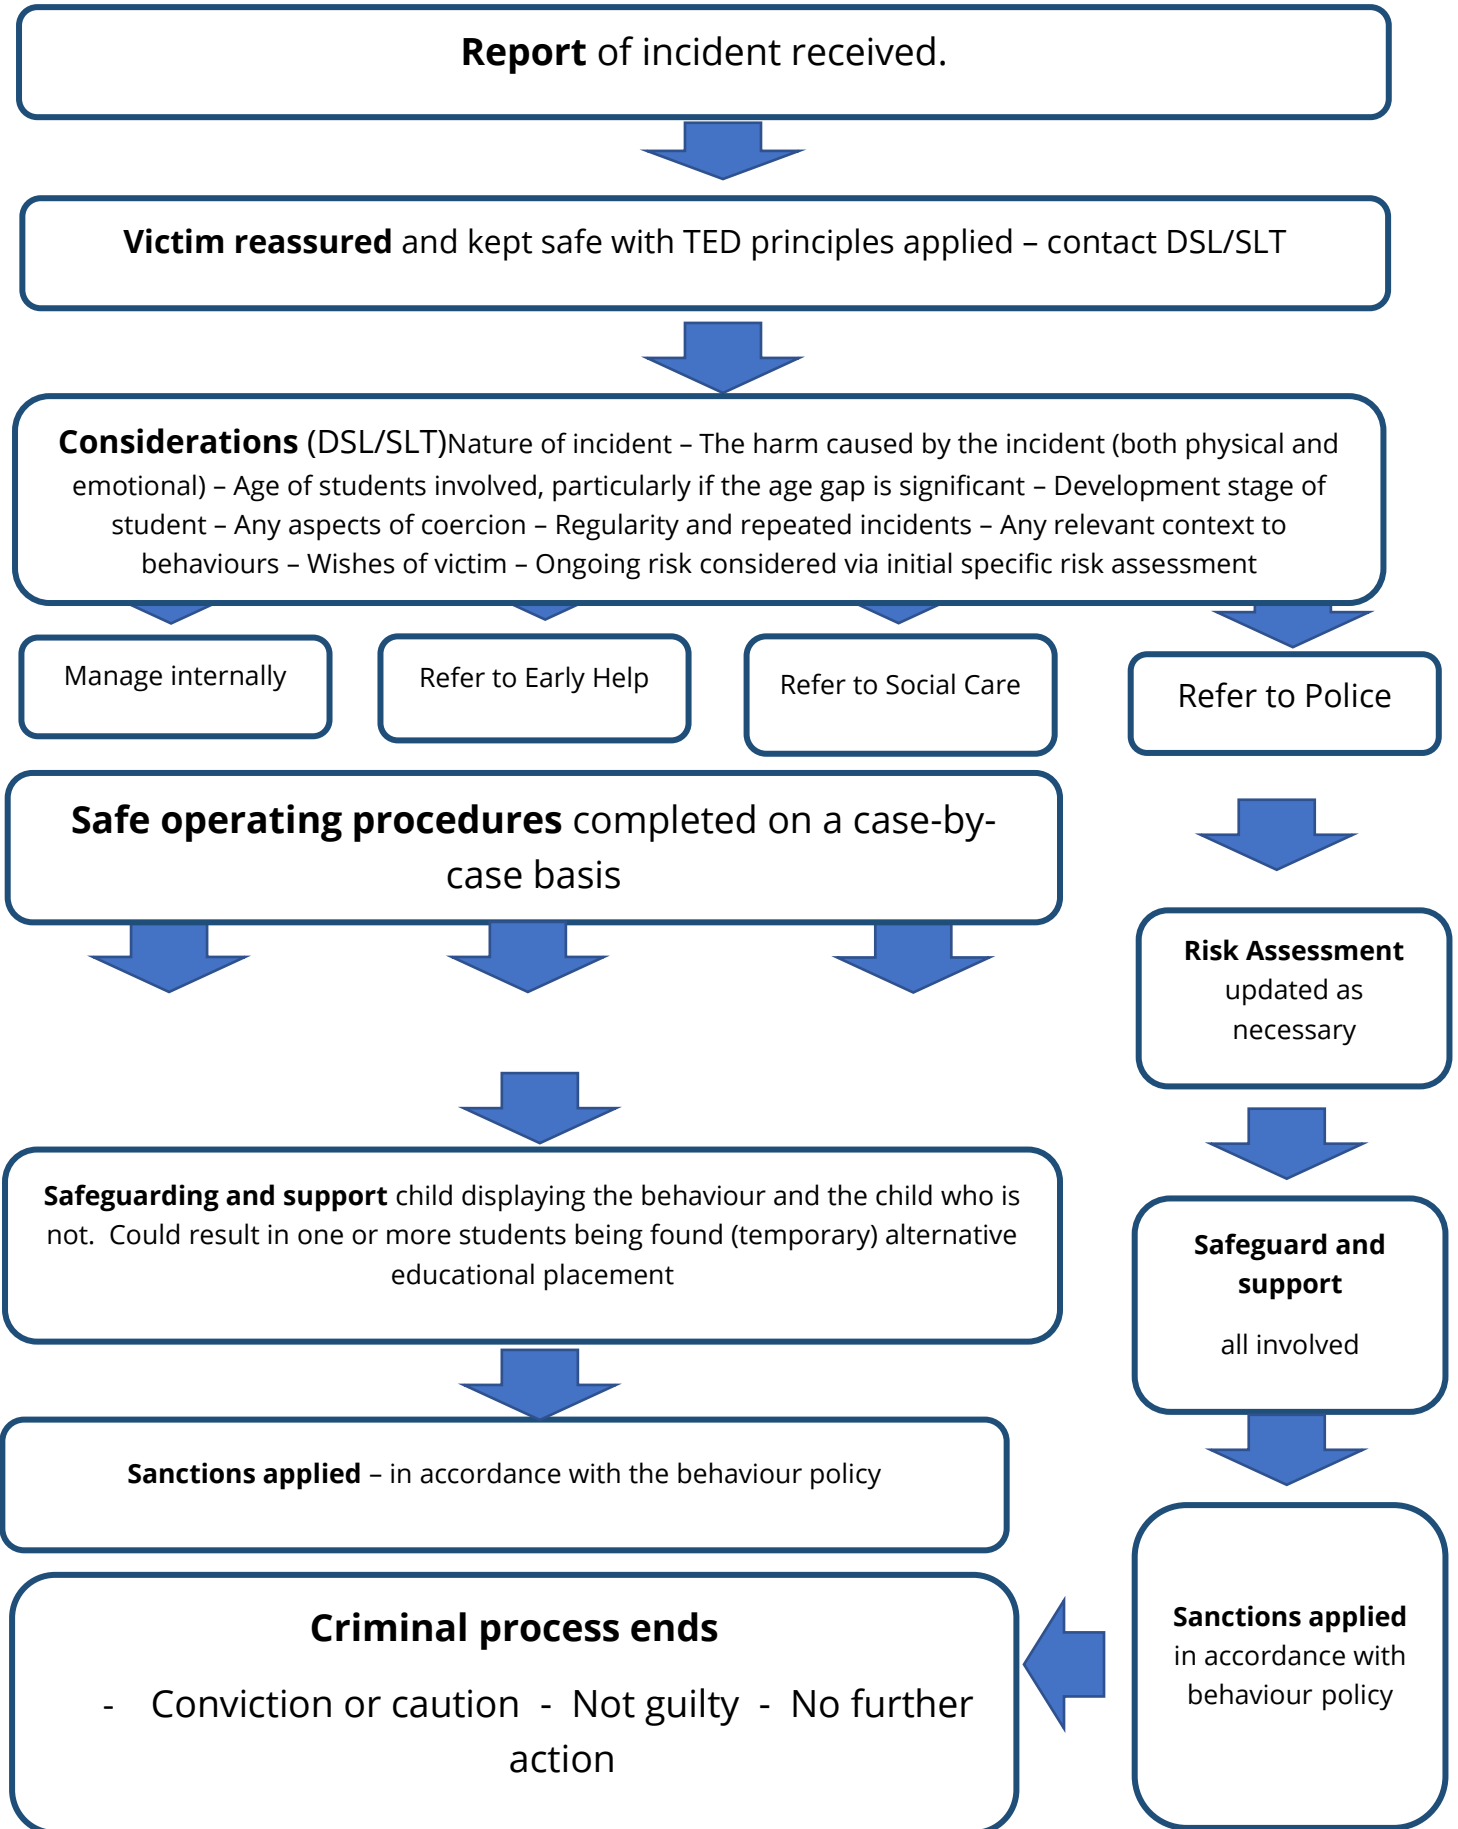 Report of incident received.
Victim reassured and kept safe with TED principles applied – contact DSL/SLT
Considerations (DSL/SLT)Nature of incident – The harm caused by the incident (both physical and
emotional) – Age of students involved, particularly if the age gap is significant – Development stage of
student – Any aspects of coercion – Regularity and repeated incidents – Any relevant context to
behaviours – Wishes of victim – Ongoing risk considered via initial specific risk assessment
Manage internally
Refer to Early Help
Refer to Social Care
Refer to Police
Safe operating procedures completed on a case-by-
case basis
Risk Assessment
updated as
necessary
Safeguarding and support child displaying the behaviour and the child who is
not.  Could result in one or more students being found (temporary) alternative
educational placement
Safeguard and
support
all involved
Sanctions applied – in accordance with the behaviour policy
Sanctions applied
in accordance with
behaviour policy
Criminal process ends
- Conviction or caution - Not guilty - No further
action